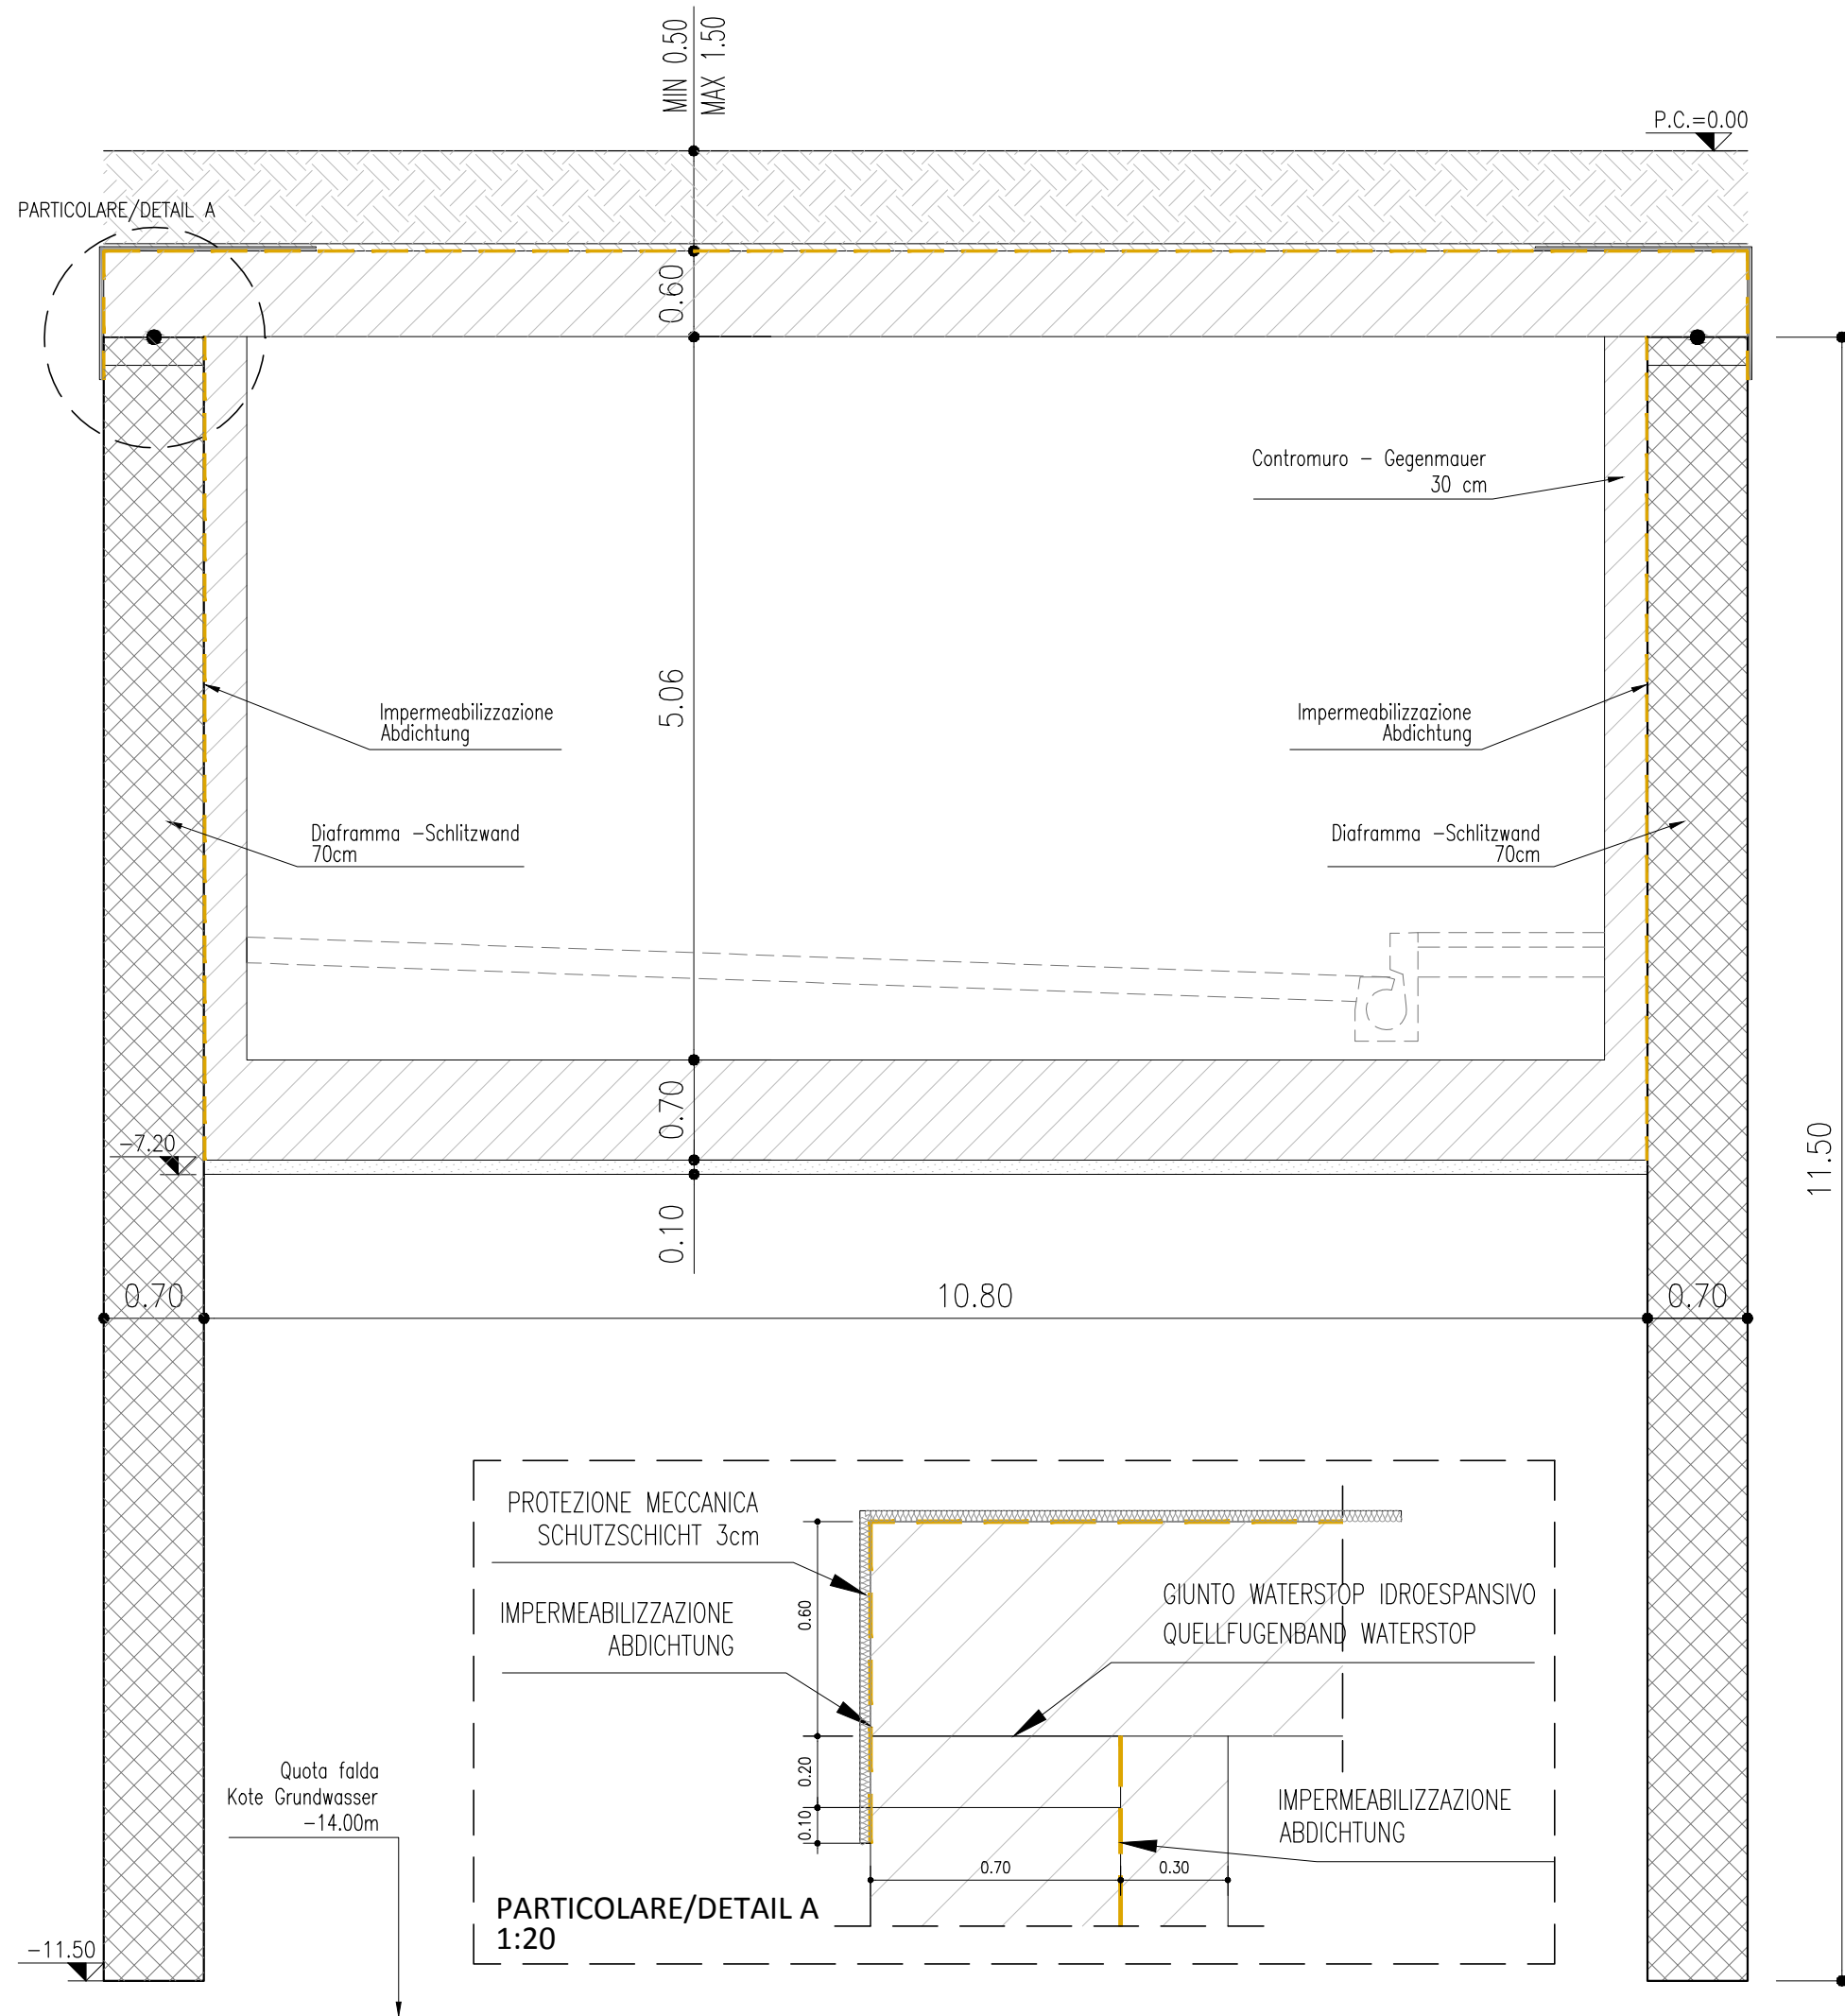 MIN 0.50
MAX 1.50
P.C.=0.00
PARTICOLARE/DETAIL A
0.60
Contromuro - Gegenmauer
30 cm
5.06
Impermeabilizzazione
Abdichtung
Impermeabilizzazione
Abdichtung
Diaframma -Schlitzwand
70cm
Diaframma -Schlitzwand
70cm
0.70
-7.20
11.50
0.10
0.70
10.80
0.70
PROTEZIONE MECCANICA
SCHUTZSCHICHT 3cm
IMPERMEABILIZZAZIONE
ABDICHTUNG
0.60
GIUNTO WATERSTOP IDROESPANSIVO
QUELLFUGENBAND WATERSTOP
0.20
0.10
IMPERMEABILIZZAZIONE
ABDICHTUNG
0.70
0.30
PARTICOLARE/DETAIL A
1:20
Quota falda
Kote Grundwasser
-14.00m
-11.50